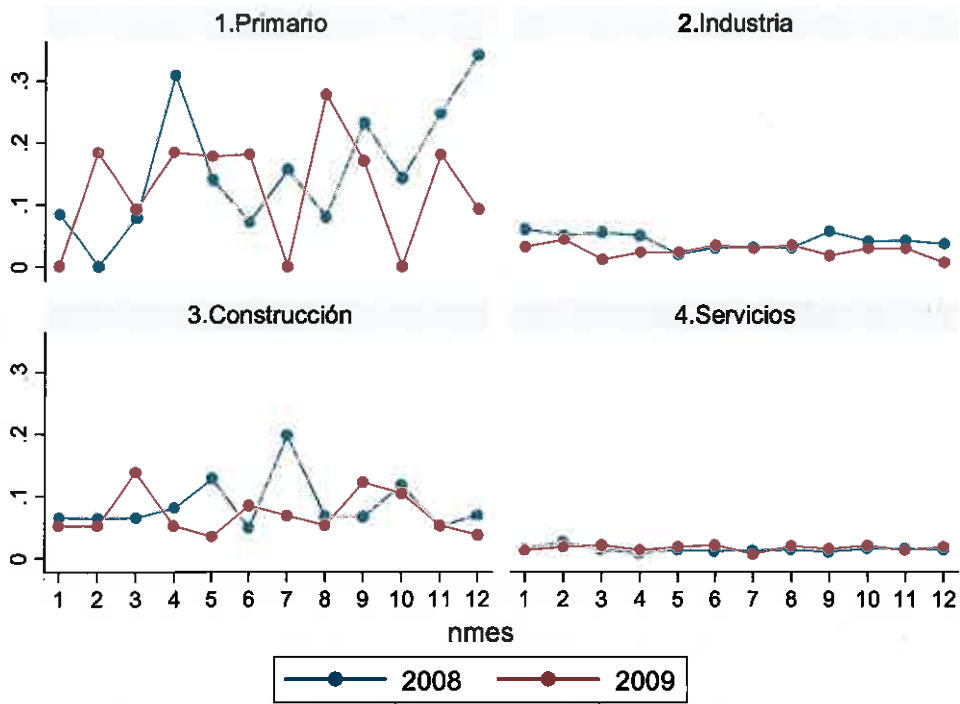 1.Primario
2.Industria
.3
.2
.1
0
3.Construcción
4.Servicios
.3
.2
.1
0
1 2 3 4 5 6 7 8 9 10 11 12
1 2 3 4 5 6 7 8 9 10 11 12
nmes
2008 2009